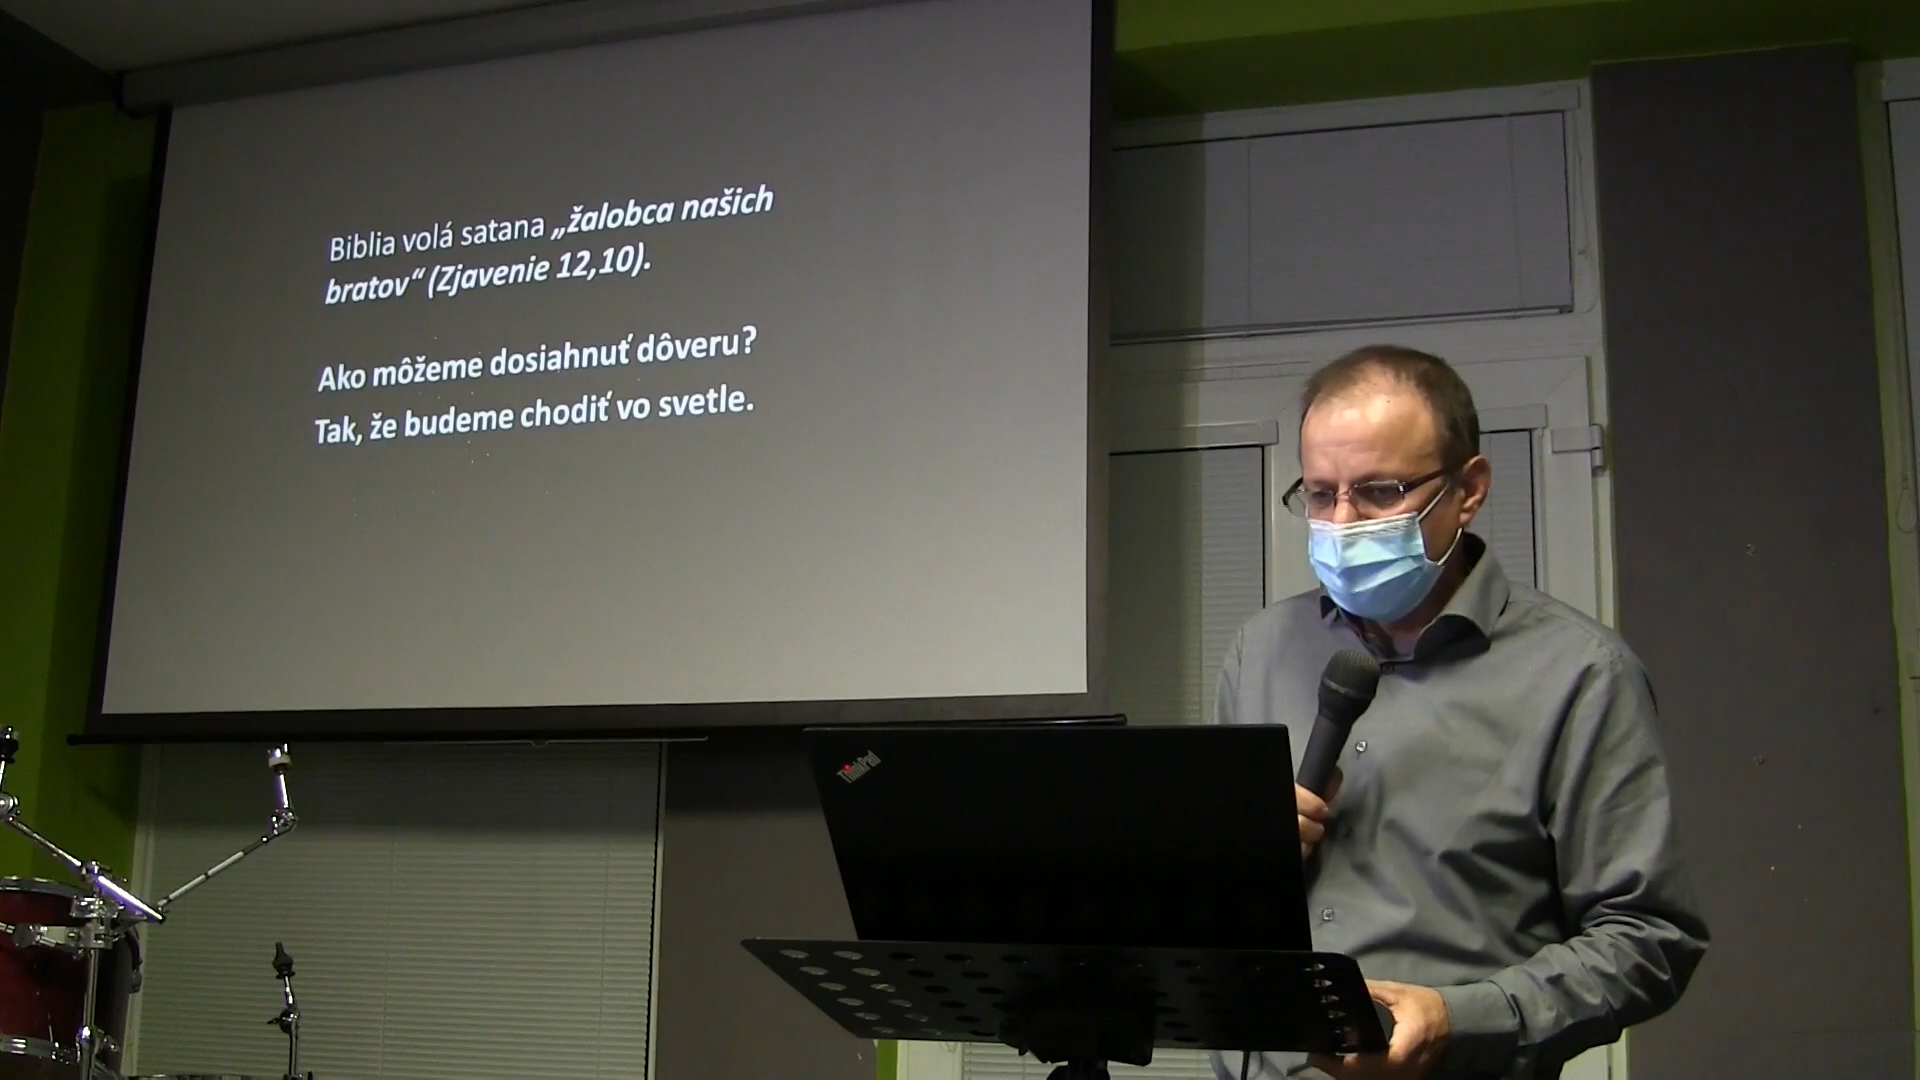 Biblia volá satana „žalobca našich
bratov“ (Zjavenie 12,10).
Ako môžeme dosiahnuť dôveru?
Tak, že budeme chodiť vo svetle.
ThinkPad